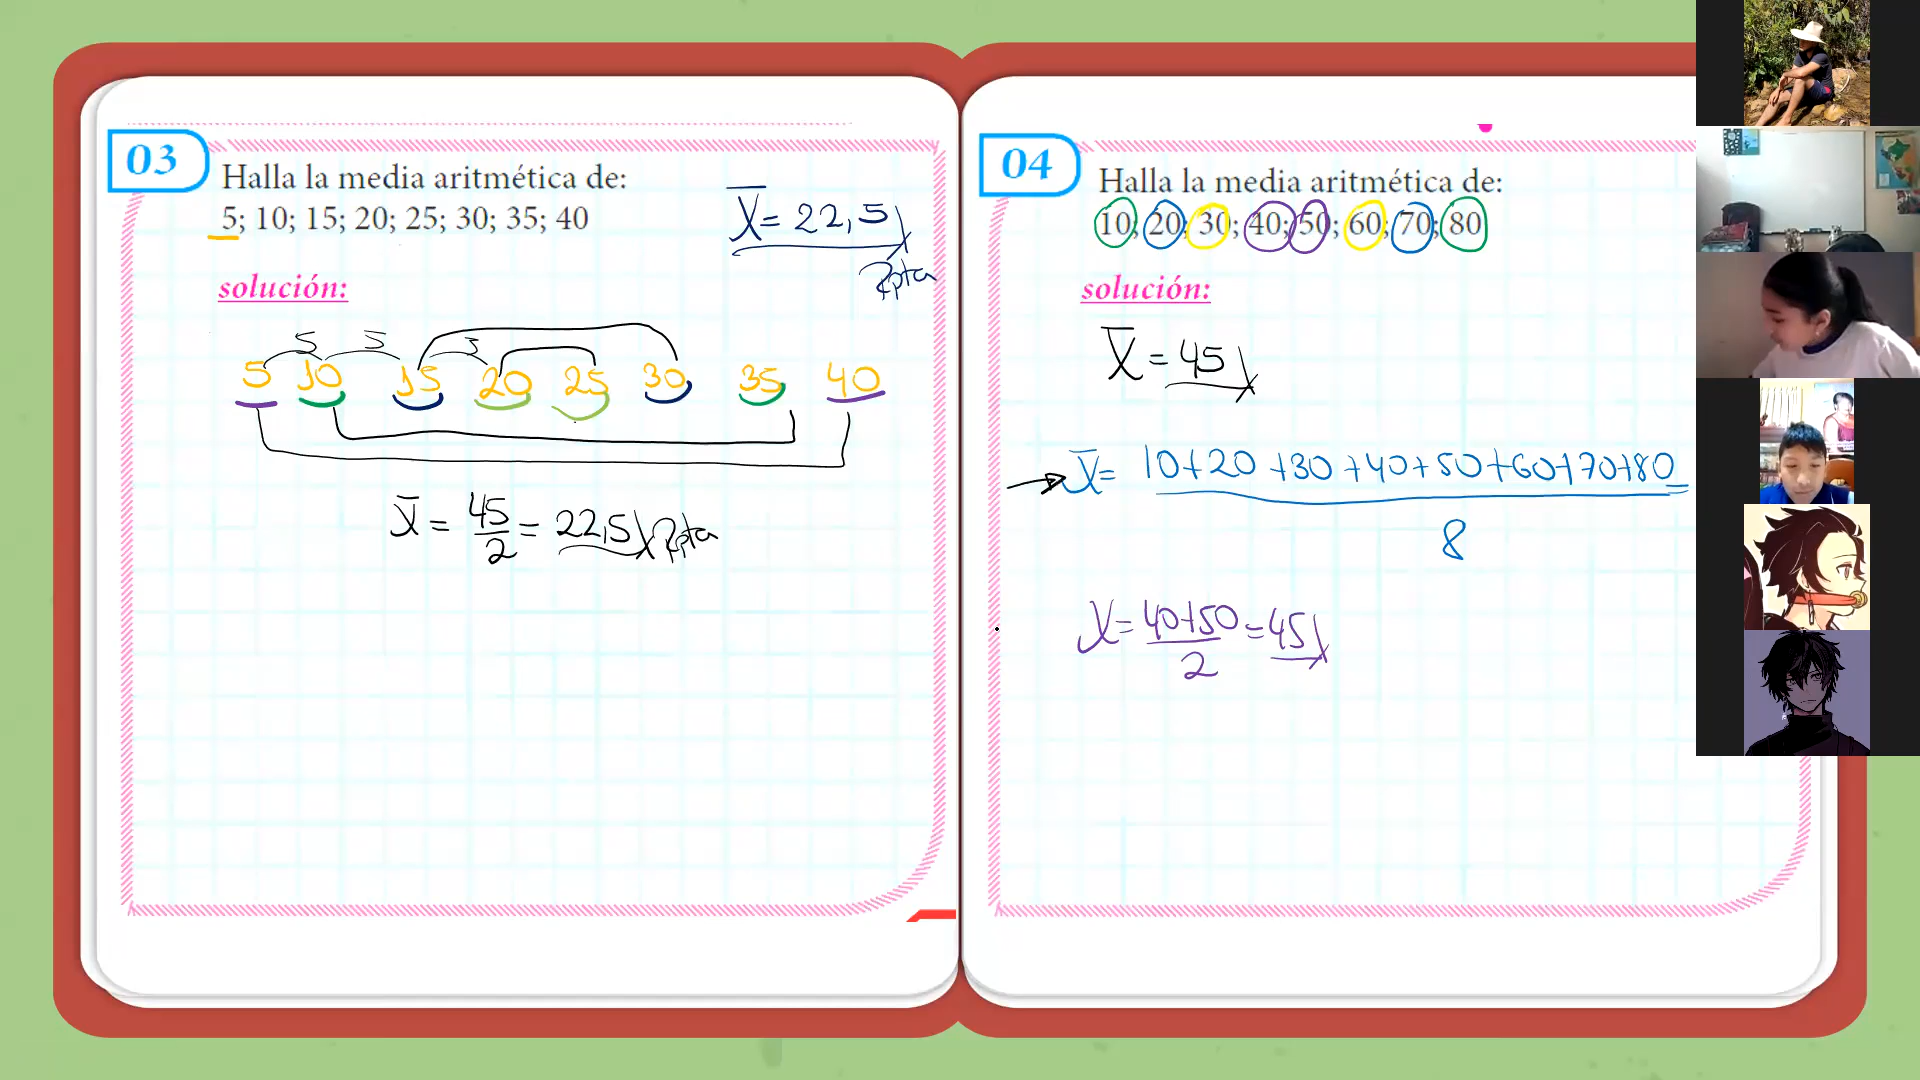 03
Halla la media aritmética de:
5; 10; 15; 20; 25; 30; 35; 40
X̅ = 22,5
Rpta
solución:
5 5 5
5 10 15 20 25 30 35 40
X̅ = 45/2 = 22,5 Rpta
04
Halla la media aritmética de:
10; 20; 30; 40; 50; 60; 70; 80
solución:
X̅ = 45
X̅ = 10+20+30+40+50+60+70+80
8
X = 40+50/2 = 45